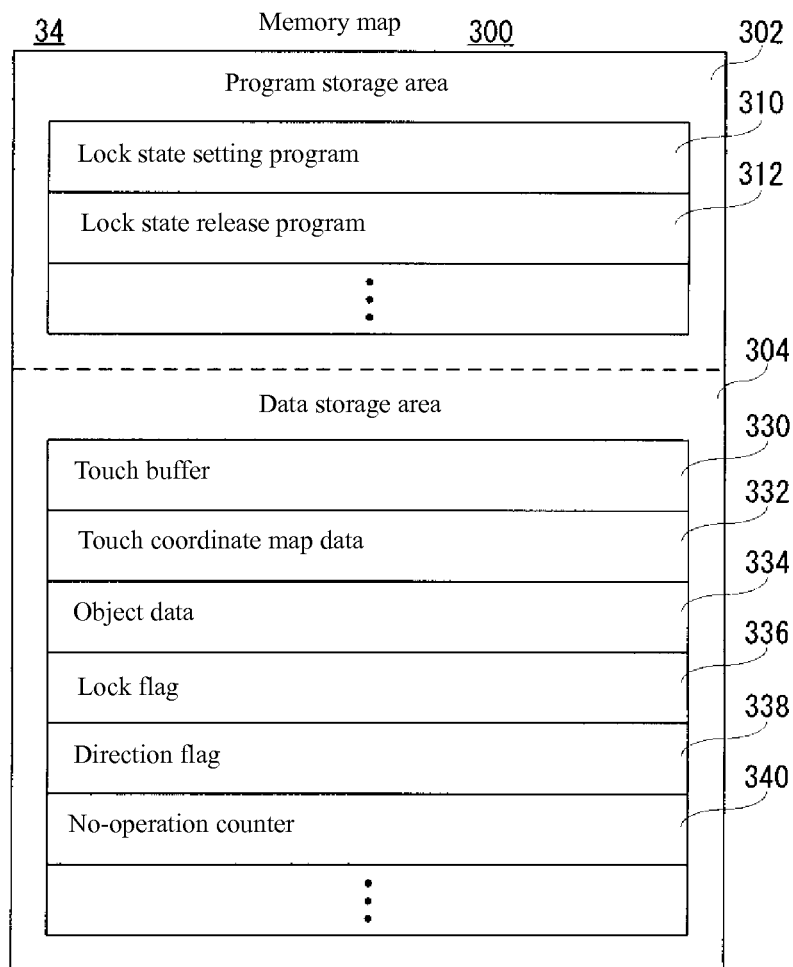 34 Memory map 300
302
Program storage area
310
Lock state setting program
312
Lock state release program
304
Data storage area
330
Touch buffer
332
Touch coordinate map data
334
Object data
336
Lock flag
338
Direction flag
340
No-operation counter